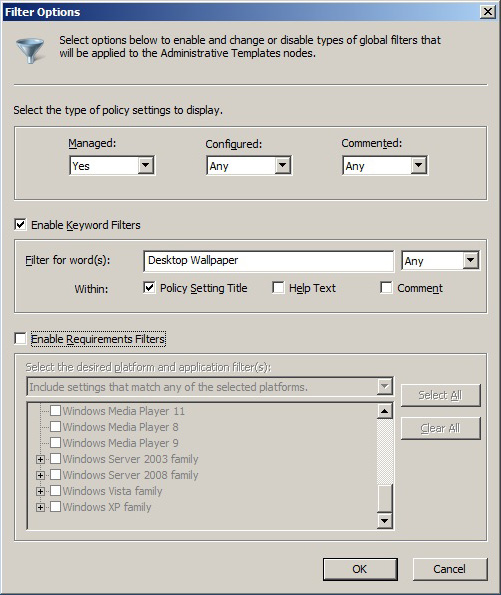 Filter Options
Select options below to enable and change or disable types of global filters that
will be applied to the Administrative Templates nodes.
Select the type of policy settings to display.
Managed: Configured: Commented:
Yes Any Any
Enable Keyword Filters
Filter for word(s): Desktop Wallpaper Any
Within: Policy Setting Title Help Text Comment
Enable Requirements Filters
Select the desired platform and application filter(s):
Include settings that match any of the selected platforms. Select All
Windows Media Player 11
Windows Media Player 8 Clear All
Windows Media Player 9
Windows Server 2003 family
Windows Server 2008 family
Windows Vista family
Windows XP family
OK Cancel